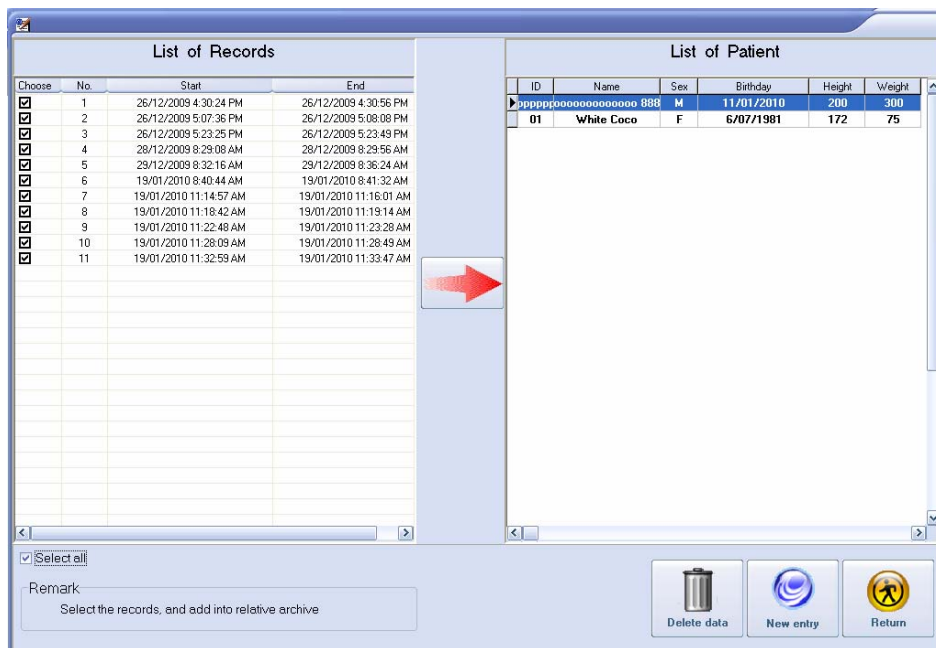 List of Records
Choose No. Start End
1 26/12/2009 4:30:24 PM 26/12/2009 4:30:56 PM
2 26/12/2009 5:07:36 PM 26/12/2009 5:08:08 PM
3 26/12/2009 5:23:25 PM 26/12/2009 5:23:49 PM
4 28/12/2009 8:29:08 AM 28/12/2009 8:29:56 AM
5 29/12/2009 8:32:16 AM 29/12/2009 8:36:24 AM
6 19/01/2010 8:40:44 AM 19/01/2010 8:41:32 AM
7 19/01/2010 11:14:57 AM 19/01/2010 11:16:01 AM
8 19/01/2010 11:18:42 AM 19/01/2010 11:19:14 AM
9 19/01/2010 11:22:48 AM 19/01/2010 11:23:28 AM
10 19/01/2010 11:28:09 AM 19/01/2010 11:28:49 AM
11 19/01/2010 11:32:59 AM 19/01/2010 11:33:47 AM
Select all
Remark
Select the records, and add into relative archive
List of Patient
ID Name Sex Birthday Height Weight
888 M 11/01/2010 200 300
01 White Coco F 6/07/1981 172 75
Delete data New entry Return